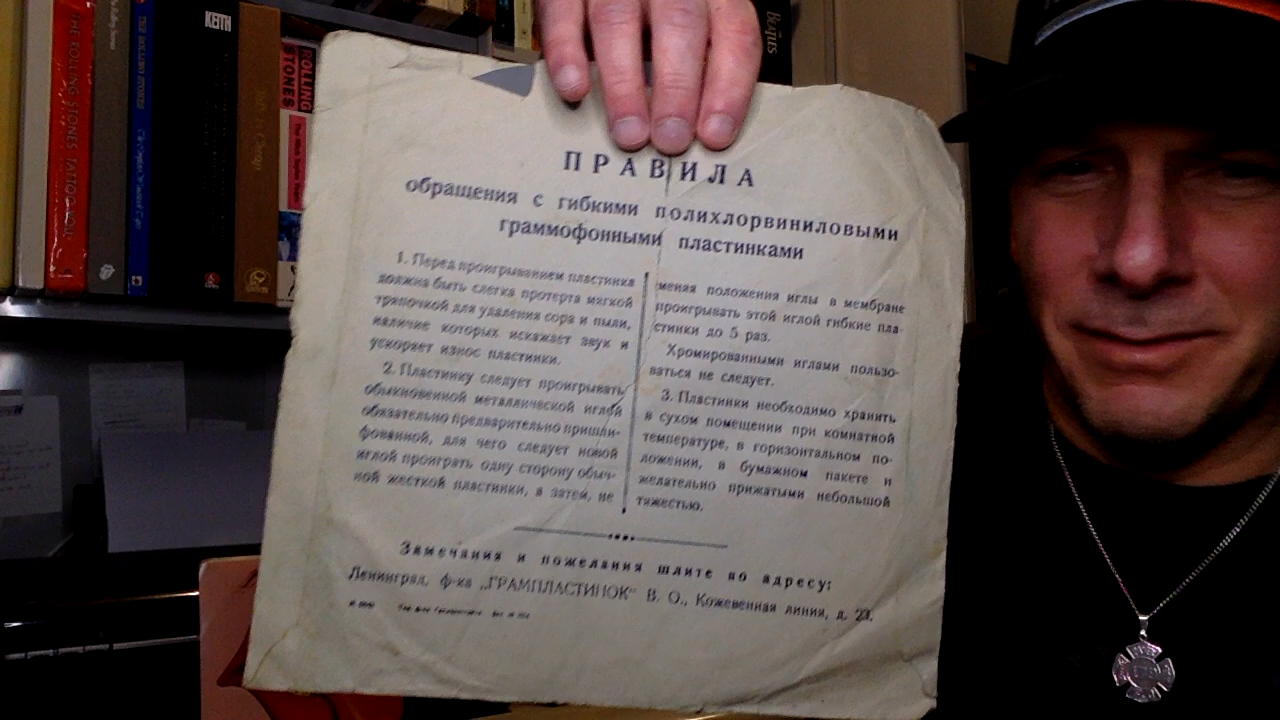 THE ROLLING STONES TATTOO YOU
KEITH
ROLLING STONES
ПРАВИЛА
обращения с гибкими полихлорвиниловыми
граммофонными пластинками
1. Перед проигрыванием пластинка
должна быть слегка протерта мягкой
тряпочкой для удаления сора и пыли,
наличие которых искажает звук и
ускоряет износ пластинки.
2. Пластинку следует проигрывать
обыкновенной металлической иглой
обязательно предварительно пришли-
фованной, для чего следует новой
иглой проиграть одну сторону обыч-
ной жесткой пластинки, а затем, не
меняя положения иглы в мембране
проигрывать этой иглой гибкие пла-
стинки до 5 раз.
Хромированными иглами пользо-
ваться не следует.
3. Пластинки необходимо хранить
в сухом помещении при комнатной
температуре, в горизонтальном по-
ложении, в бумажном пакете и
желательно прижатыми небольшой
тяжестью.
Замечания и пожелания шлите по адресу:
Ленинград, ф-ка „ГРАМПЛАСТИНОК" В. О., Кожевенная линия, д. 23.